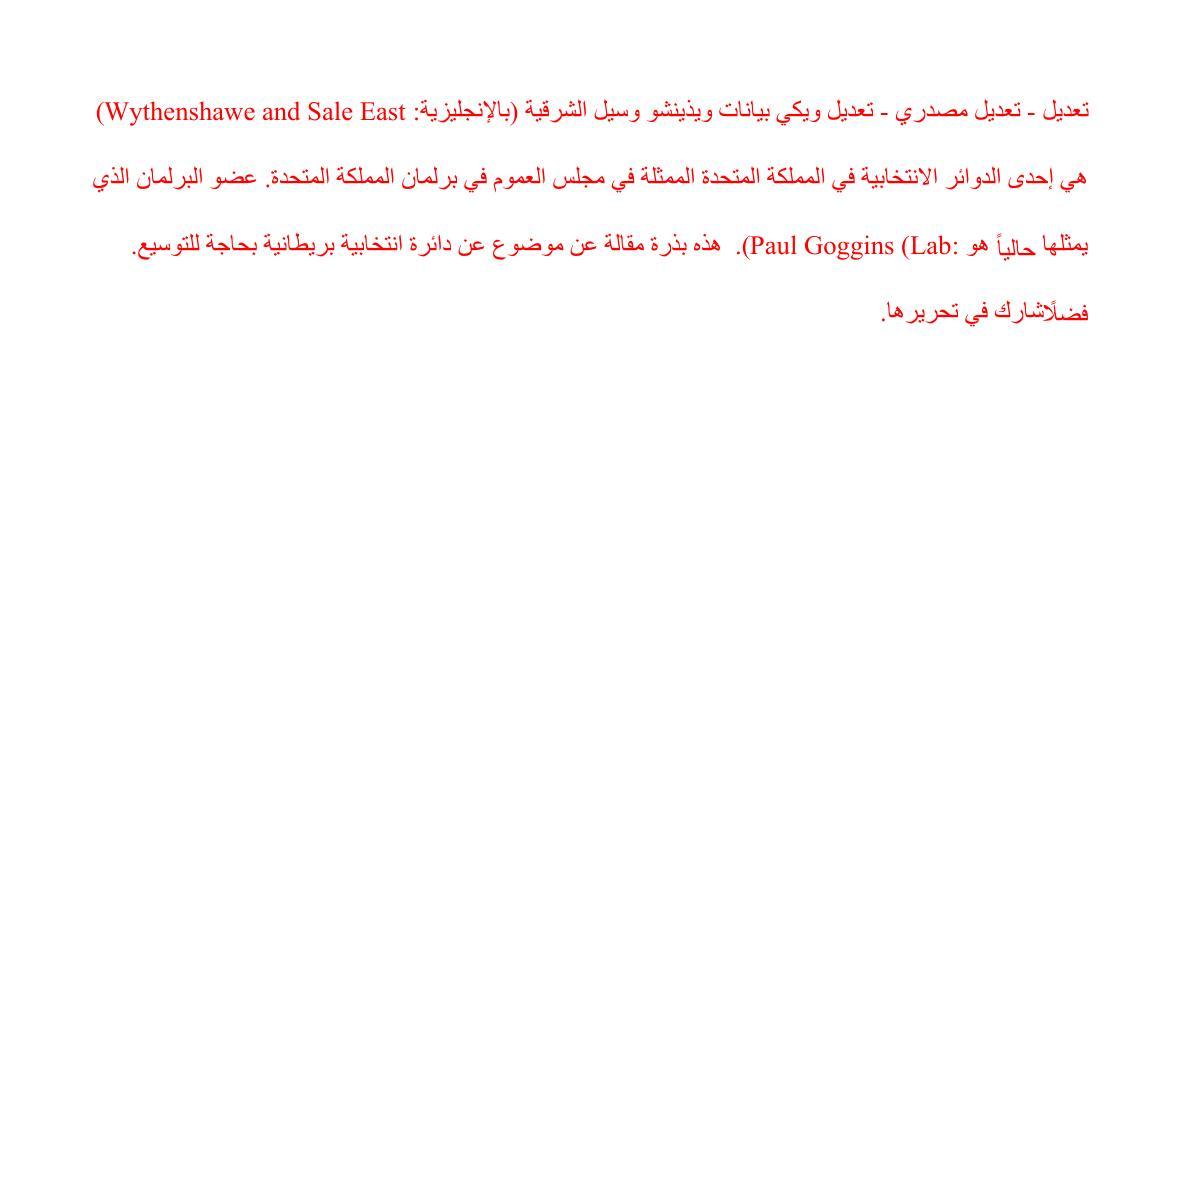 تعديل - تعديل مصدري - تعديل ويكي بيانات ويذينشو وسيل الشرقية (بالإنجليزية: Wythenshawe and Sale East)
هي إحدى الدوائر الانتخابية في المملكة المتحدة الممثلة في مجلس العموم في برلمان المملكة المتحدة. عضو البرلمان الذي
يمثلها حالياً هو Paul Goggins (Lab:). هذه بذرة مقالة عن موضوع عن دائرة انتخابية بريطانية بحاجة للتوسيع.
فضلًاشارك في تحريرها.